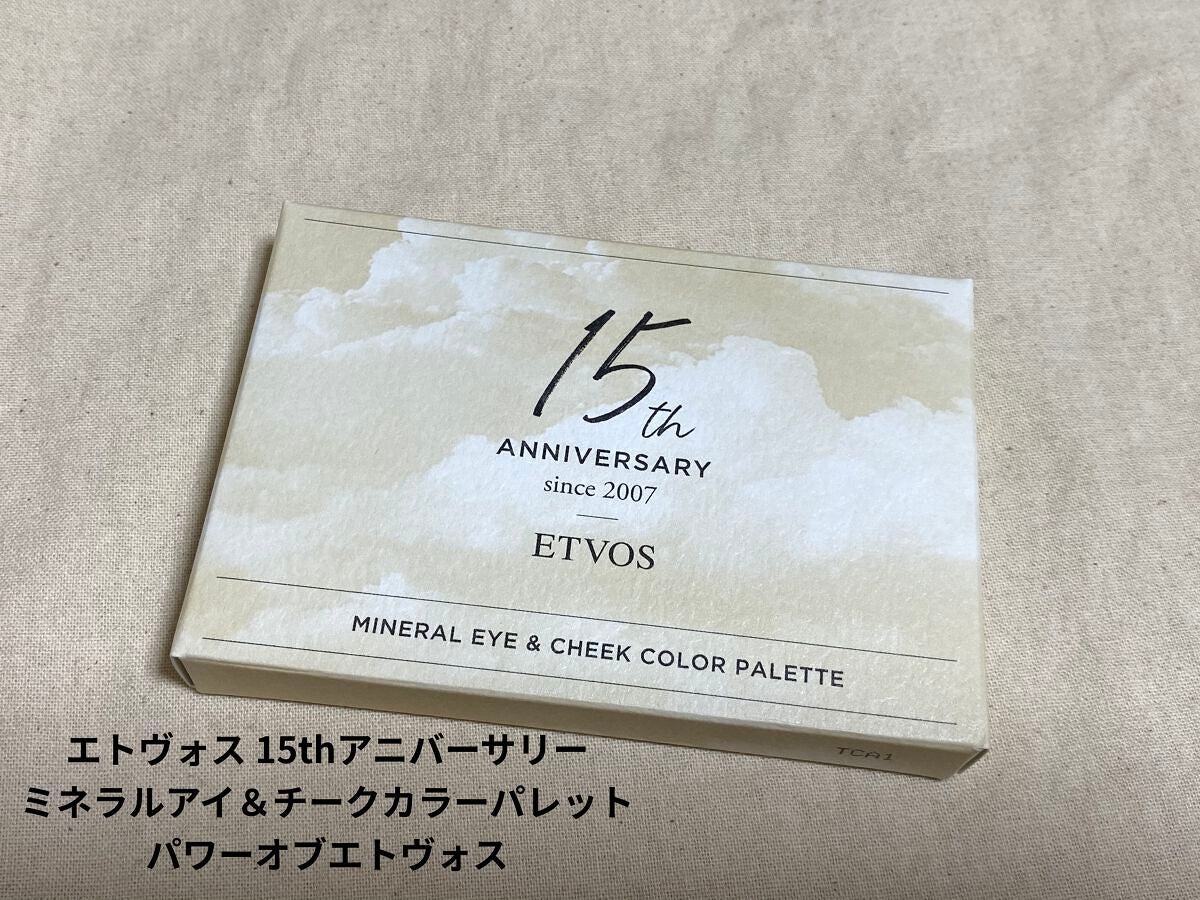 15th
ANNIVERSARY
since 2007
ETVOS
MINERAL EYE & CHEEK COLOR PALETTE
TCA1
エトヴォス 15thアニバーサリー
ミネラルアイ＆チークカラーパレット
パワーオブエトヴォス